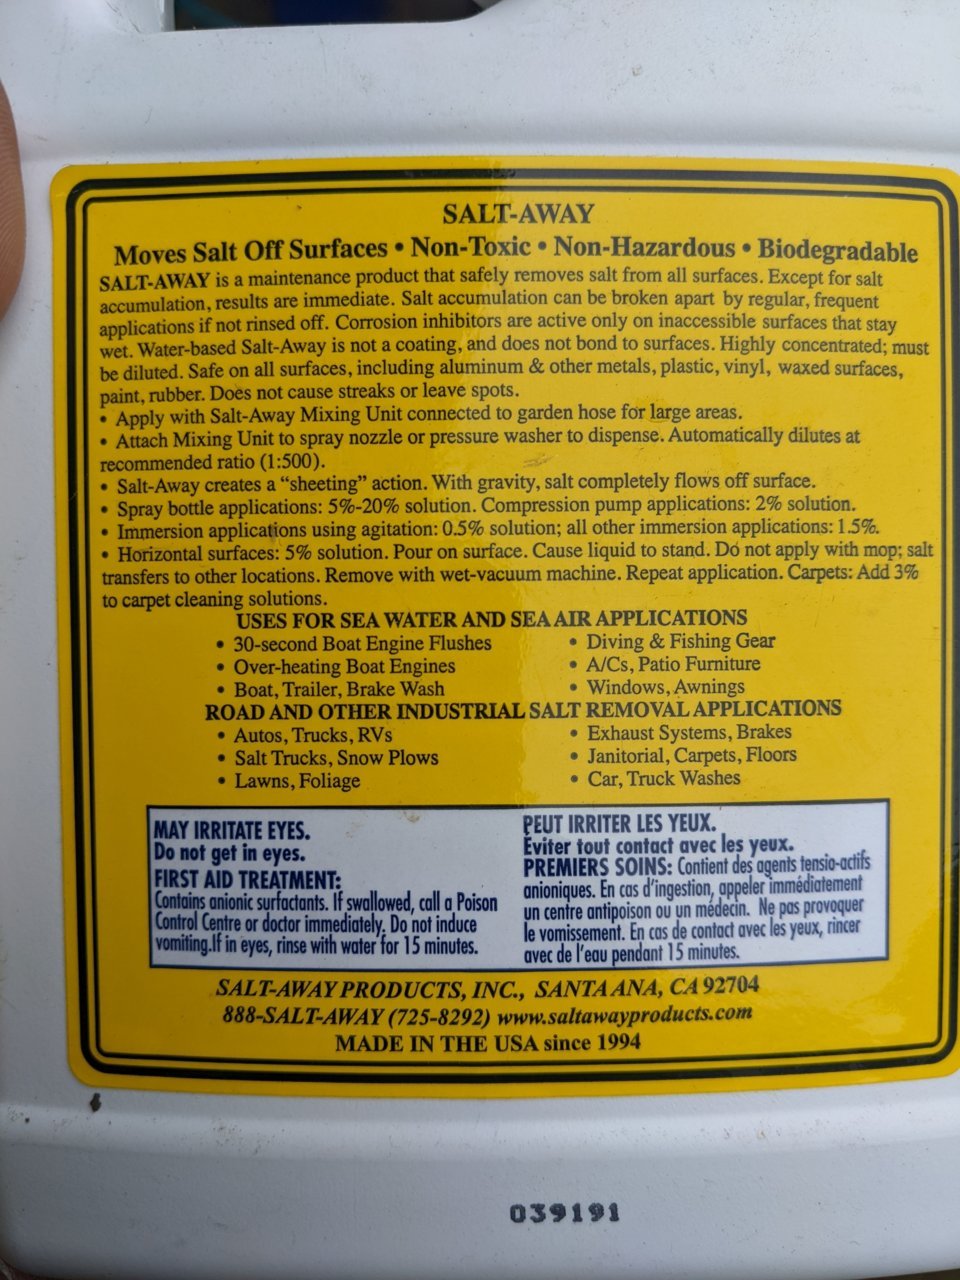 SALT-AWAY
Moves Salt Off Surfaces • Non-Toxic • Non-Hazardous • Biodegradable
SALT-AWAY is a maintenance product that safely removes salt from all surfaces. Except for salt
accumulation, results are immediate. Salt accumulation can be broken apart by regular, frequent
applications if not rinsed off. Corrosion inhibitors are active only on inaccessible surfaces that stay
wet. Water-based Salt-Away is not a coating, and does not bond to surfaces. Highly concentrated; must
be diluted. Safe on all surfaces, including aluminum & other metals, plastic, vinyl, waxed surfaces,
paint, rubber. Does not cause streaks or leave spots.
• Apply with Salt-Away Mixing Unit connected to garden hose for large areas.
• Attach Mixing Unit to spray nozzle or pressure washer to dispense. Automatically dilutes at
recommended ratio (1:500).
• Salt-Away creates a “sheeting” action. With gravity, salt completely flows off surface.
• Spray bottle applications: 5%-20% solution. Compression pump applications: 2% solution.
• Immersion applications using agitation: 0.5% solution; all other immersion applications: 1.5%.
• Horizontal surfaces: 5% solution. Pour on surface. Cause liquid to stand. Do not apply with mop; salt
transfers to other locations. Remove with wet-vacuum machine. Repeat application. Carpets: Add 3%
to carpet cleaning solutions.
USES FOR SEA WATER AND SEA AIR APPLICATIONS
• 30-second Boat Engine Flushes
• Over-heating Boat Engines
• Boat, Trailer, Brake Wash
• Diving & Fishing Gear
• A/Cs, Patio Furniture
• Windows, Awnings
ROAD AND OTHER INDUSTRIAL SALT REMOVAL APPLICATIONS
• Autos, Trucks, RVs
• Salt Trucks, Snow Plows
• Lawns, Foliage
• Exhaust Systems, Brakes
• Janitorial, Carpets, Floors
• Car, Truck Washes
MAY IRRITATE EYES.
Do not get in eyes.
FIRST AID TREATMENT:
Contains anionic surfactants. If swallowed, call a Poison
Control Centre or doctor immediately. Do not induce
vomiting.If in eyes, rinse with water for 15 minutes.
PEUT IRRITER LES YEUX.
Éviter tout contact avec les yeux.
PREMIERS SOINS: Contient des agents tensio-actifs
anioniques. En cas d'ingestion, appeler immédiatement
un centre antipoison ou un médecin. Ne pas provoquer
le vomissement. En cas de contact avec les yeux, rincer
avec de l'eau pendant 15 minutes.
SALT-AWAY PRODUCTS, INC., SANTA ANA, CA 92704
888-SALT-AWAY (725-8292) www.saltawayproducts.com
MADE IN THE USA since 1994
039191